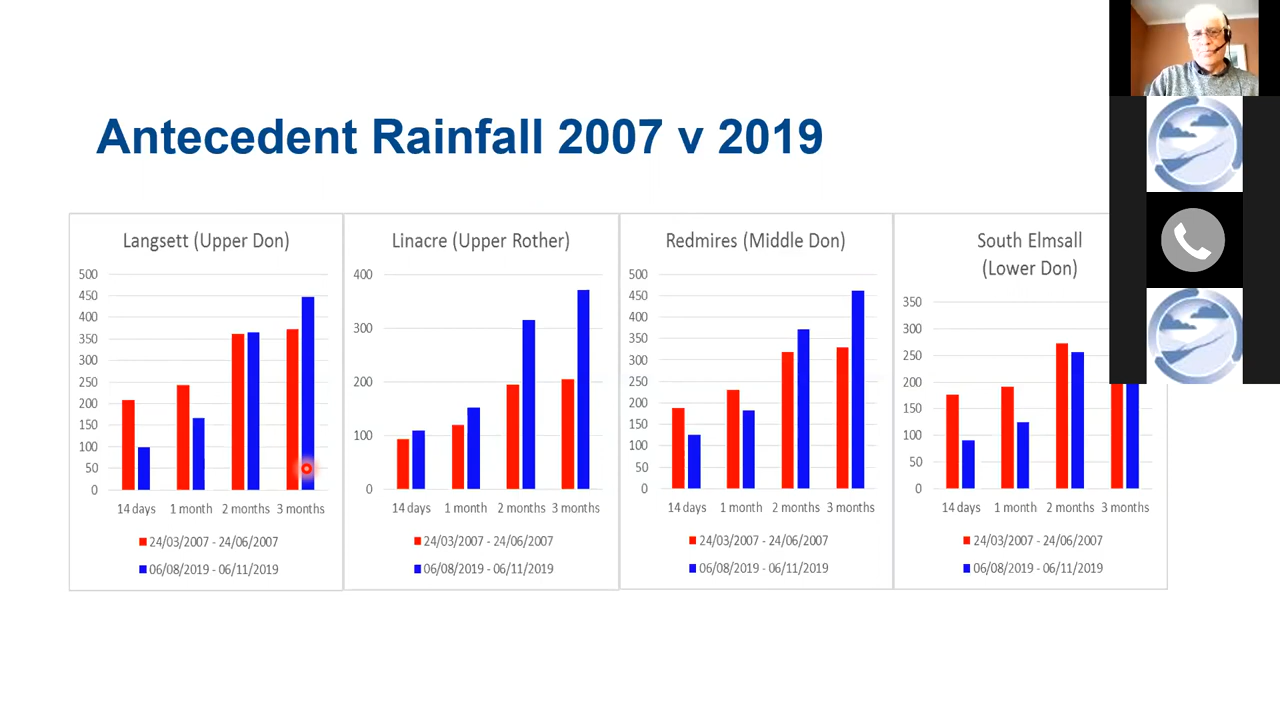 Antecedent Rainfall 2007 v 2019
Langsett (Upper Don)
500
450
400
350
300
250
200
150
100
50
0
14 days 1 month 2 months 3 months
24/03/2007 - 24/06/2007
06/08/2019 - 06/11/2019
Linacre (Upper Rother)
400
300
200
100
0
14 days 1 month 2 months 3 months
24/03/2007 - 24/06/2007
06/08/2019 - 06/11/2019
Redmires (Middle Don)
500
450
400
350
300
250
200
150
100
50
0
14 days 1 month 2 months 3 months
24/03/2007 - 24/06/2007
06/08/2019 - 06/11/2019
South Elmsall
(Lower Don)
350
300
250
200
150
100
50
0
14 days 1 month 2 months 3 months
24/03/2007 - 24/06/2007
06/08/2019 - 06/11/2019